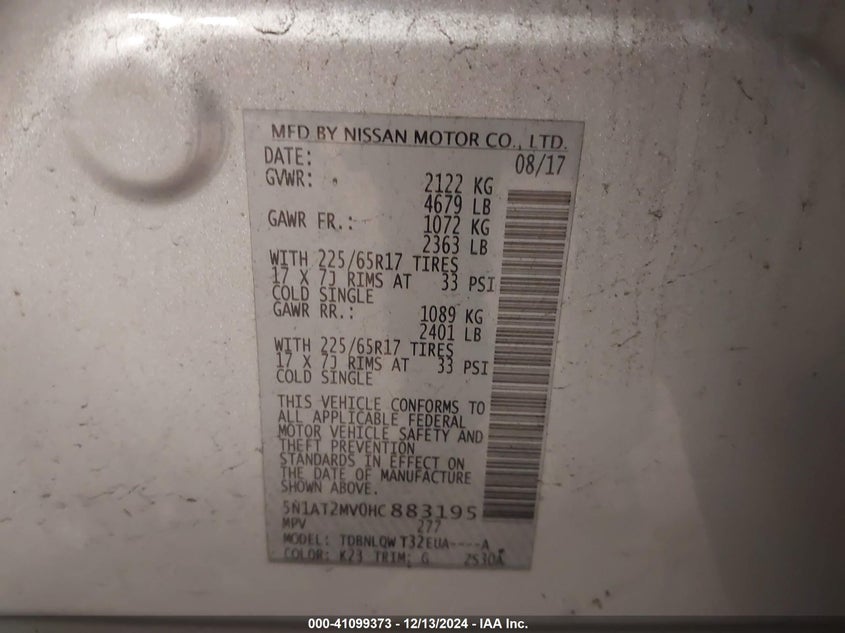 MFD BY NISSAN MOTOR CO., LTD.
DATE: 08/17
GVWR: 2122 KG
4679 LB
GAWR FR.: 1072 KG
2363 LB
WITH 225/65R17 TIRES
17 X 7J RIMS AT 33 PSI
COLD SINGLE
GAWR RR.: 1089 KG
2401 LB
WITH 225/65R17 TIRES
17 X 7J RIMS AT 33 PSI
COLD SINGLE
THIS VEHICLE CONFORMS TO
ALL APPLICABLE FEDERAL
MOTOR VEHICLE SAFETY AND
THEFT PREVENTION
STANDARDS IN EFFECT ON
THE DATE OF MANUFACTURE
SHOWN ABOVE.
5N1AT2MV0HC883195
MPV 277
MODEL: TDBNLQW T32EUA----A
COLOR: K23 TRIM: G 2S30A
000-41099373 - 12/13/2024 - IAA Inc.